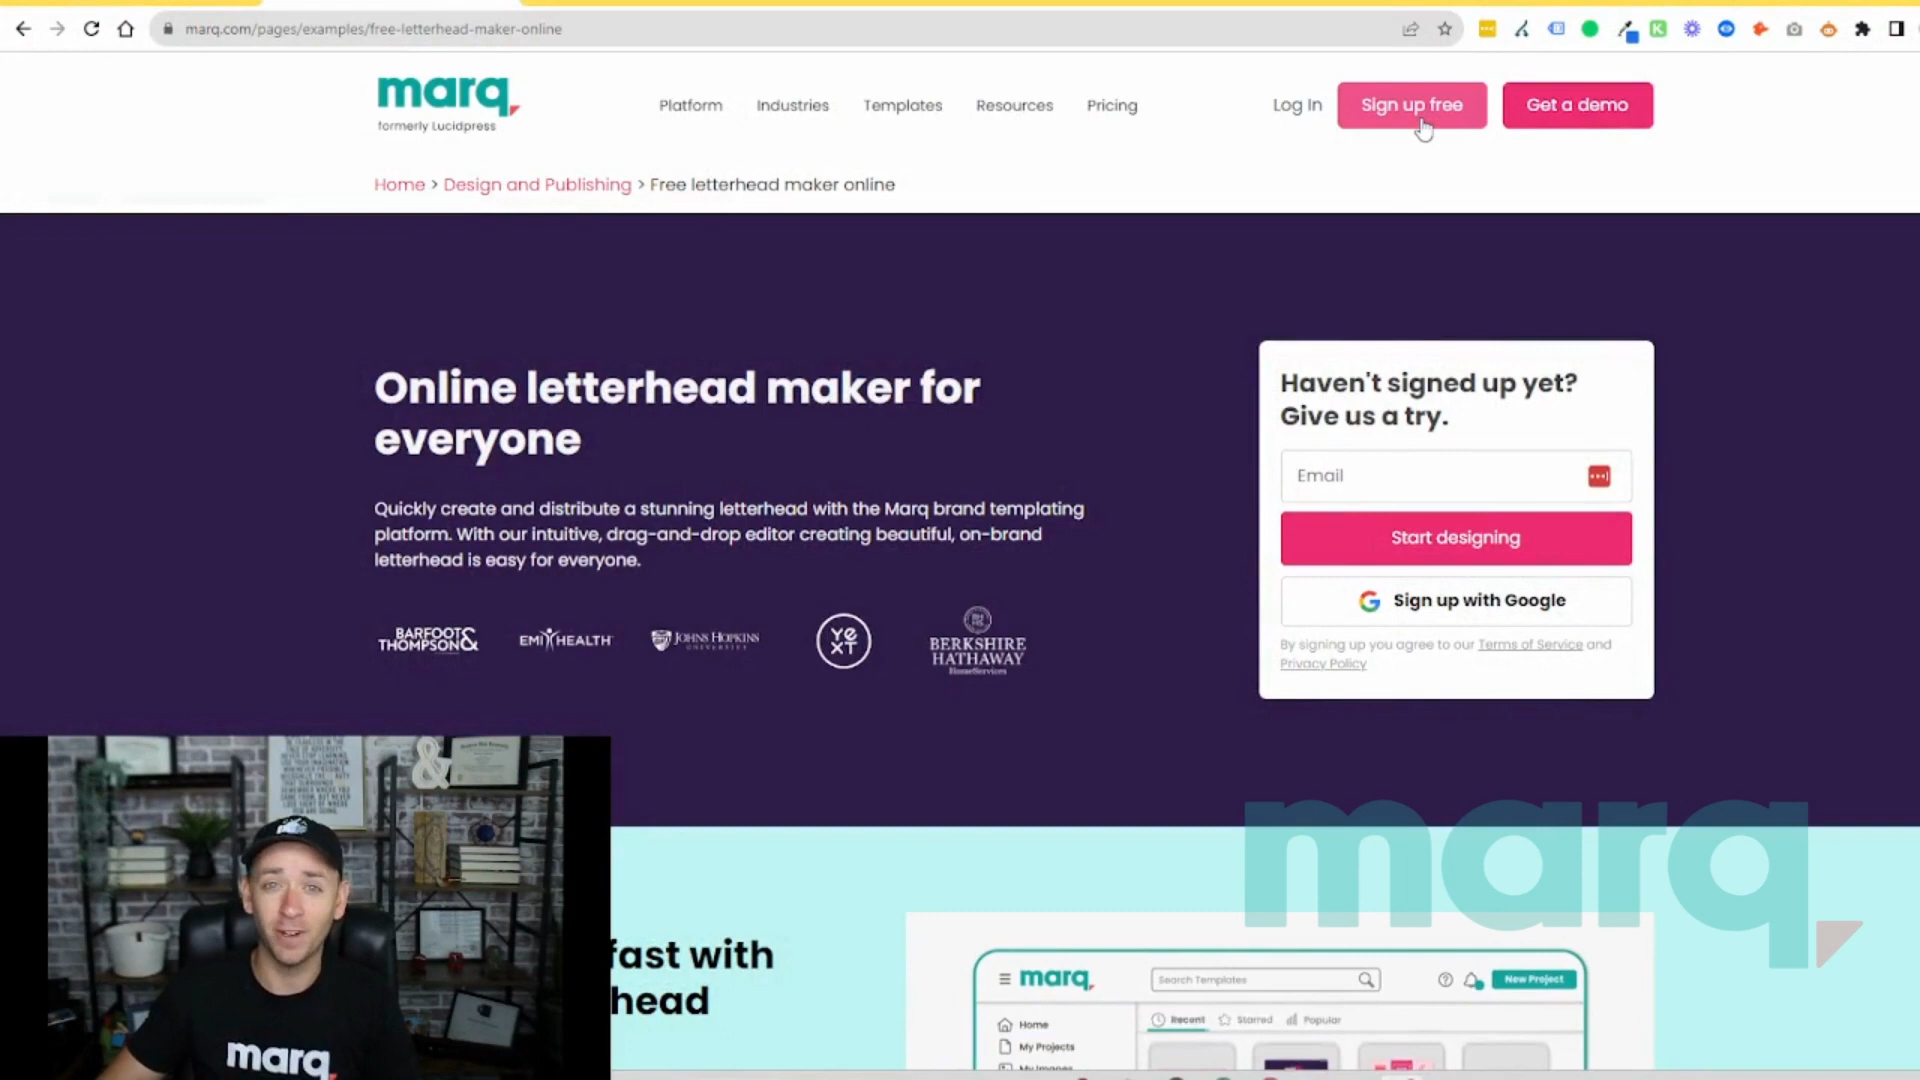 marq.com/pages/examples/free-letterhead-maker-online
marq
formerly Lucidpress
Platform
Industries
Templates
Resources
Pricing
Log In
Sign up free
Get a demo
Home > Design and Publishing > Free letterhead maker online
Online letterhead maker for
everyone
Quickly create and distribute a stunning letterhead with the Marq brand templating
platform. With our intuitive, drag-and-drop editor creating beautiful, on-brand
letterhead is easy for everyone.
BARFOOT&
THOMPSON
EMI HEALTH
JOHNS HOPKINS
UNIVERSITY
YEXT
BERKSHIRE
HATHAWAY
HomeServices
Haven't signed up yet?
Give us a try.
Email
Start designing
Sign up with Google
By signing up you agree to our Terms of Service and
Privacy Policy
marq
fast with
head
marq
Search Templates
New Project
Home
Recent
Starred
Popular
My Projects
My Images
&
marq